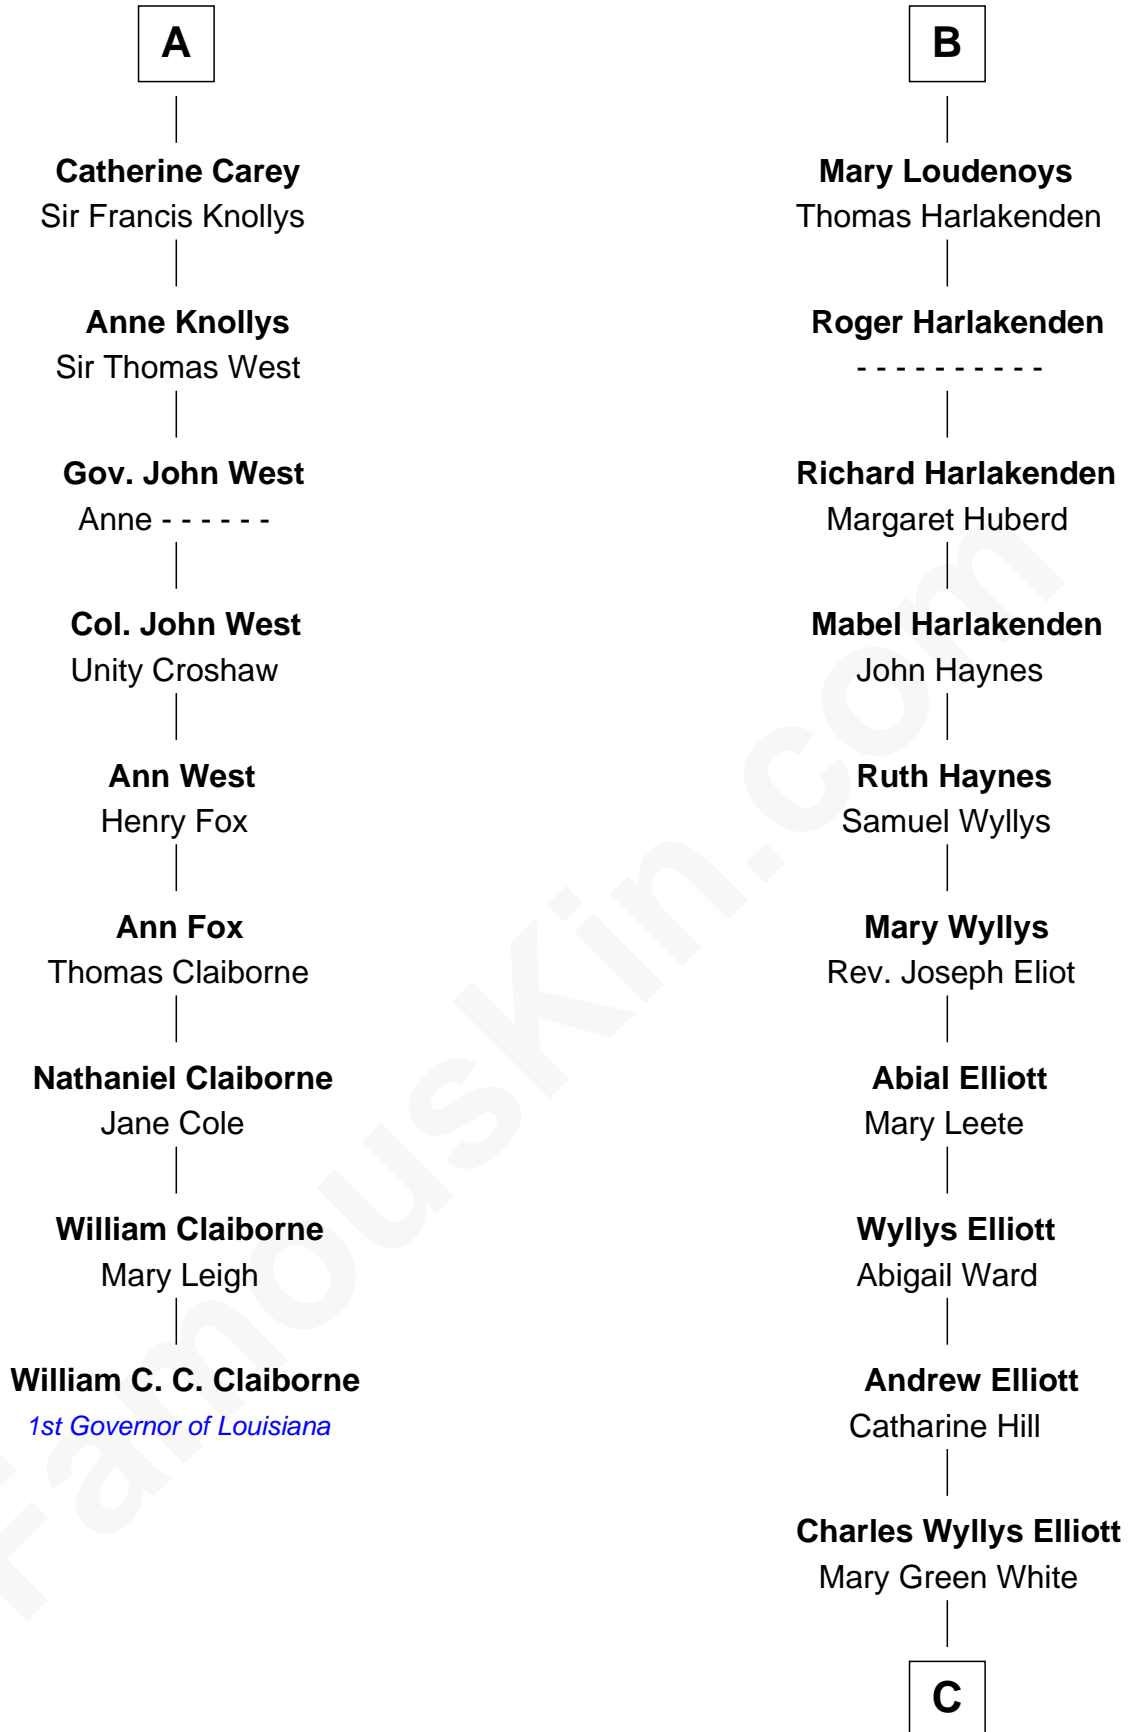 A
Catherine Carey
Sir Francis Knollys
Anne Knollys
Sir Thomas West
Gov. John West
Anne - - - - - -
Col. John West
Unity Croshaw
Ann West
Henry Fox
Ann Fox
Thomas Claiborne
Nathaniel Claiborne
Jane Cole
William Claiborne
Mary Leigh
William C. C. Claiborne
1st Governor of Louisiana
B
Mary Loudenoys
Thomas Harlakenden
Roger Harlakenden
- - - - - - - - - -
Richard Harlakenden
Margaret Huberd
Mabel Harlakenden
John Haynes
Ruth Haynes
Samuel Wyllys
Mary Wyllys
Rev. Joseph Eliot
Abial Elliott
Mary Leete
Wyllys Elliott
Abigail Ward
Andrew Elliott
Catharine Hill
Charles Wyllys Elliott
Mary Green White
C
FamousKin.com